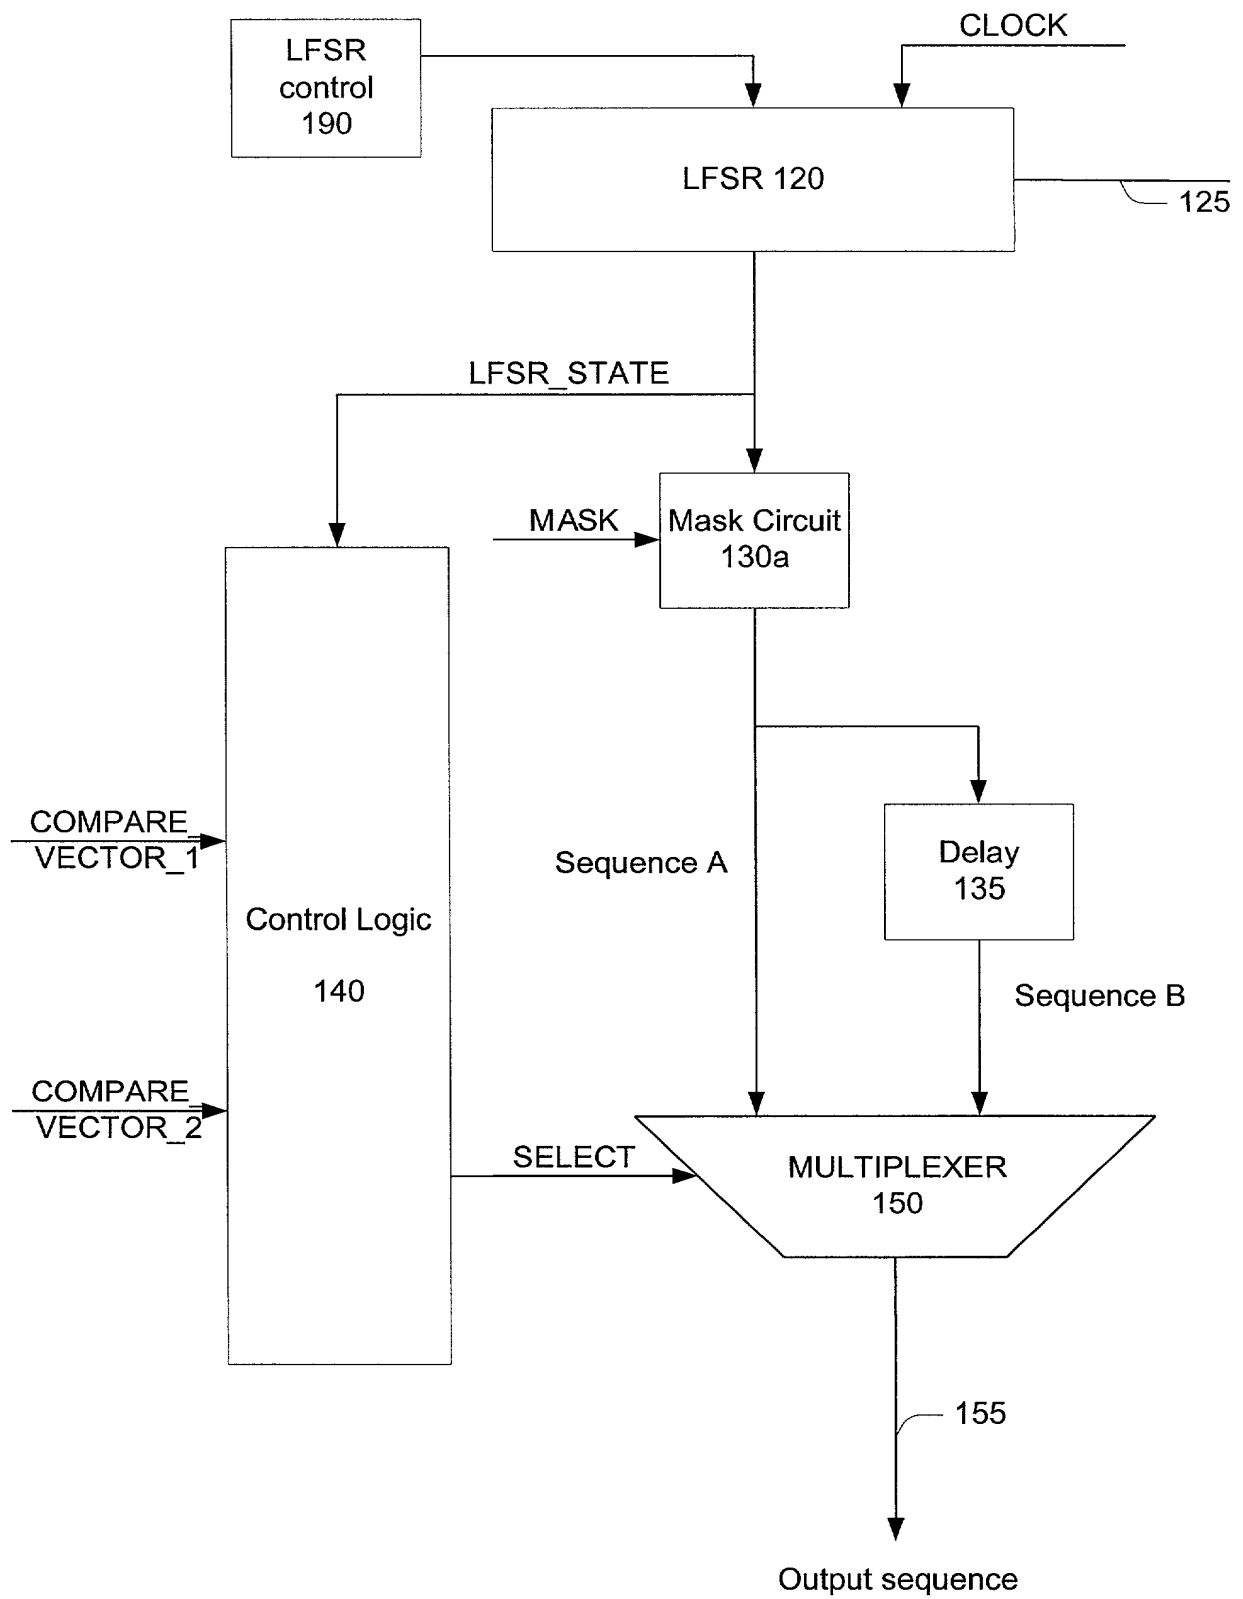 CLOCK
LFSR
control
190
LFSR 120
125
LFSR_STATE
MASK
Mask Circuit
130a
COMPARE_
VECTOR_1
Sequence A
Delay
135
Control Logic
140
Sequence B
COMPARE_
VECTOR_2
SELECT
MULTIPLEXER
150
155
Output sequence